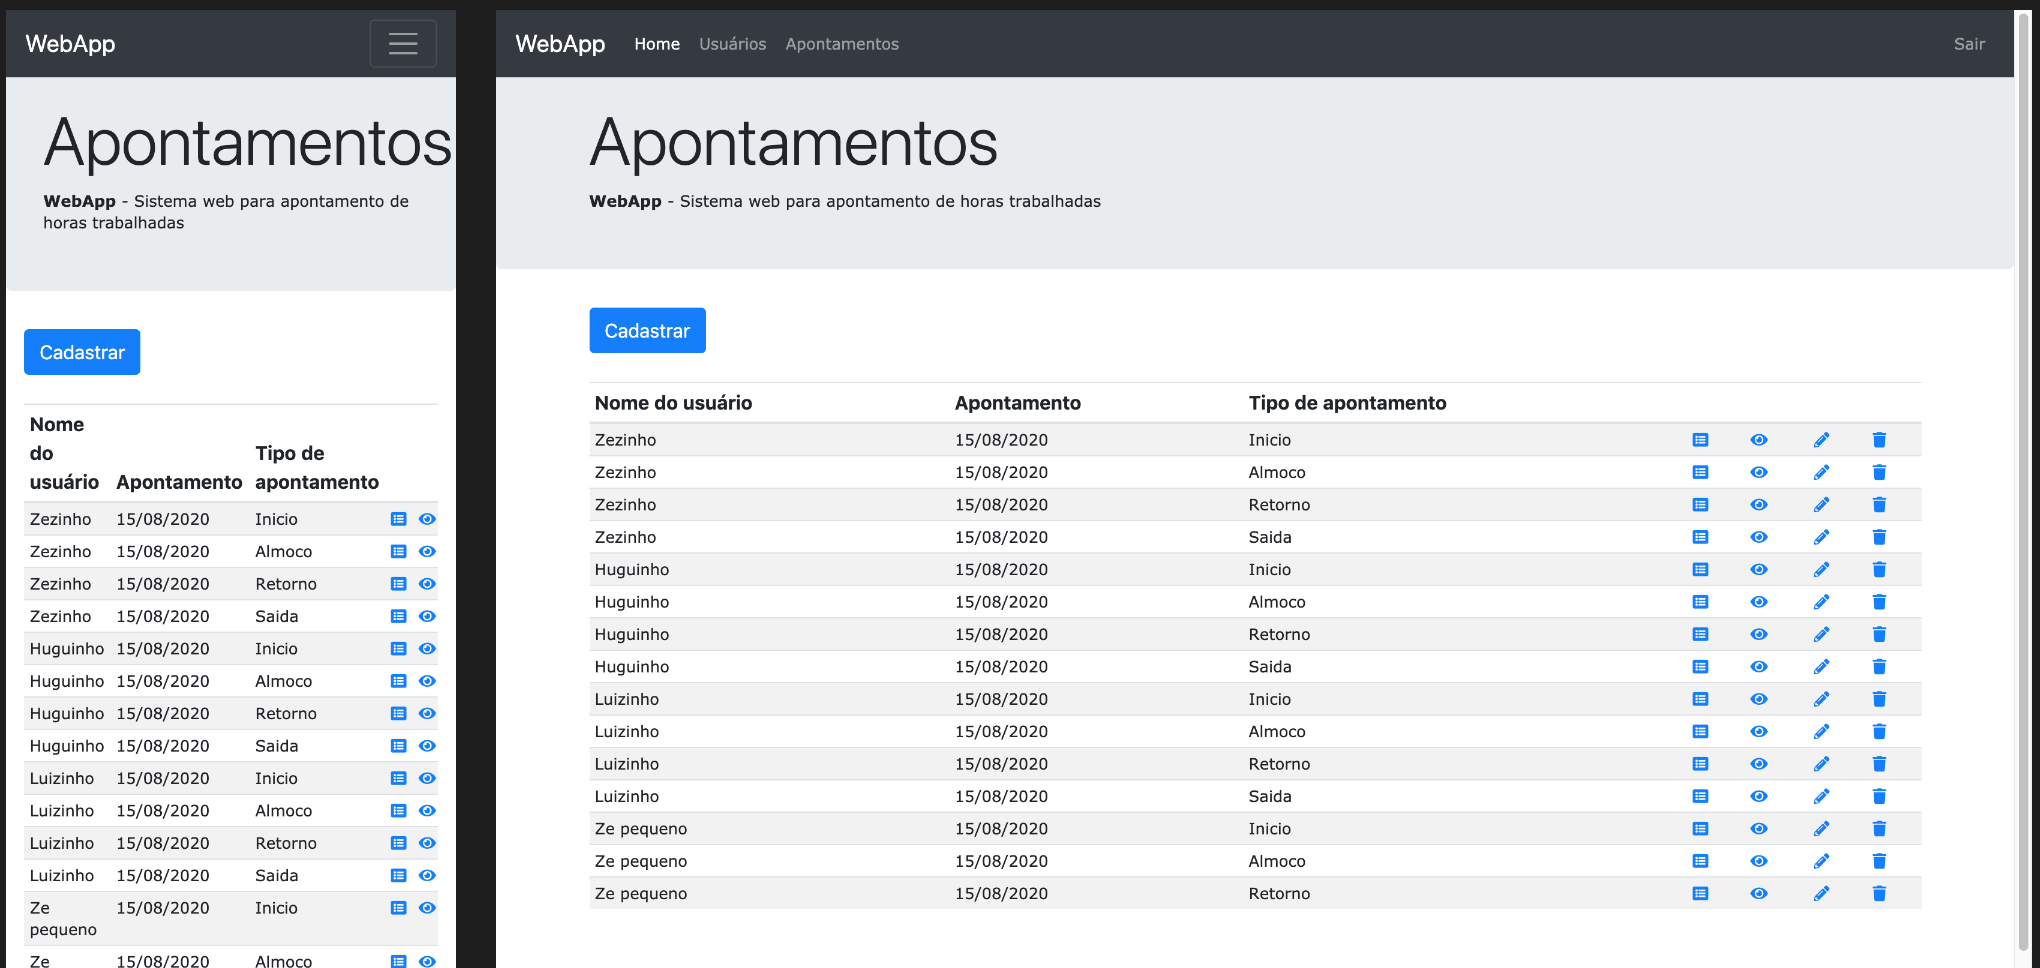 WebApp
Apontamentos
WebApp - Sistema web para apontamento de
horas trabalhadas
Cadastrar
Nome do usuário Apontamento Tipo de apontamento
Zezinho 15/08/2020 Inicio
Zezinho 15/08/2020 Almoco
Zezinho 15/08/2020 Retorno
Zezinho 15/08/2020 Saida
Huguinho 15/08/2020 Inicio
Huguinho 15/08/2020 Almoco
Huguinho 15/08/2020 Retorno
Huguinho 15/08/2020 Saida
Luizinho 15/08/2020 Inicio
Luizinho 15/08/2020 Almoco
Luizinho 15/08/2020 Retorno
Luizinho 15/08/2020 Saida
Ze pequeno 15/08/2020 Inicio
Ze 15/08/2020 Almoco
WebApp Home Usuários Apontamentos Sair
Apontamentos
WebApp - Sistema web para apontamento de horas trabalhadas
Cadastrar
Nome do usuário Apontamento Tipo de apontamento
Zezinho 15/08/2020 Inicio
Zezinho 15/08/2020 Almoco
Zezinho 15/08/2020 Retorno
Zezinho 15/08/2020 Saida
Huguinho 15/08/2020 Inicio
Huguinho 15/08/2020 Almoco
Huguinho 15/08/2020 Retorno
Huguinho 15/08/2020 Saida
Luizinho 15/08/2020 Inicio
Luizinho 15/08/2020 Almoco
Luizinho 15/08/2020 Retorno
Luizinho 15/08/2020 Saida
Ze pequeno 15/08/2020 Inicio
Ze pequeno 15/08/2020 Almoco
Ze pequeno 15/08/2020 Retorno